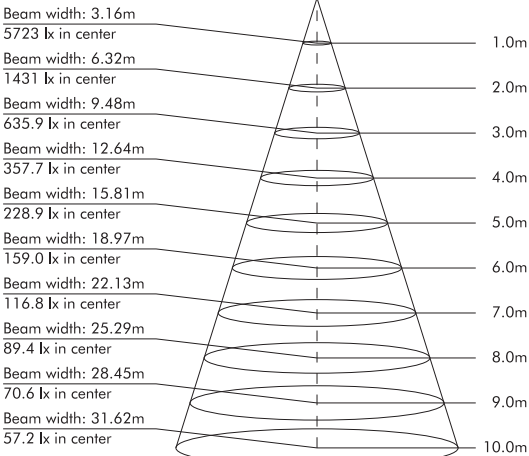 Beam width: 3.16m
5723 lx in center
1.0m
Beam width: 6.32m
1431 lx in center
2.0m
Beam width: 9.48m
635.9 lx in center
3.0m
Beam width: 12.64m
357.7 lx in center
4.0m
Beam width: 15.81m
228.9 lx in center
5.0m
Beam width: 18.97m
159.0 lx in center
6.0m
Beam width: 22.13m
116.8 lx in center
7.0m
Beam width: 25.29m
89.4 lx in center
8.0m
Beam width: 28.45m
70.6 lx in center
9.0m
Beam width: 31.62m
57.2 lx in center
10.0m